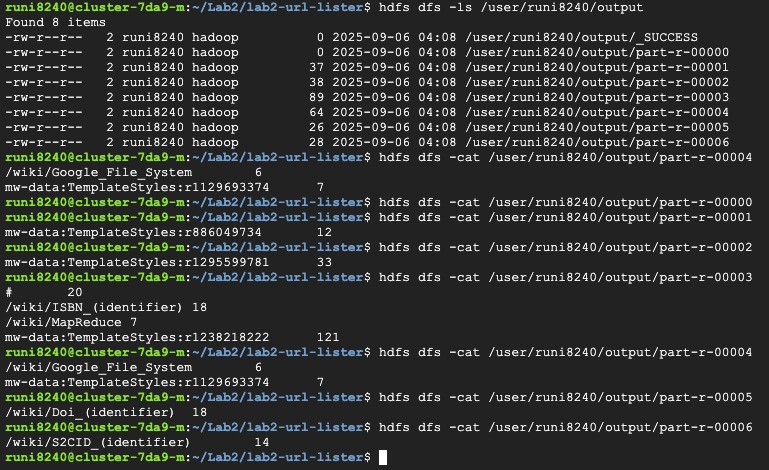 runi8240@cluster-7da9-m:~/Lab2/lab2-url-lister$ hdfs dfs -ls /user/runi8240/output
Found 8 items
-rw-r--r--   2 runi8240 hadoop          0 2025-09-06 04:08 /user/runi8240/output/_SUCCESS
-rw-r--r--   2 runi8240 hadoop          0 2025-09-06 04:08 /user/runi8240/output/part-r-00000
-rw-r--r--   2 runi8240 hadoop         37 2025-09-06 04:08 /user/runi8240/output/part-r-00001
-rw-r--r--   2 runi8240 hadoop         38 2025-09-06 04:08 /user/runi8240/output/part-r-00002
-rw-r--r--   2 runi8240 hadoop         89 2025-09-06 04:08 /user/runi8240/output/part-r-00003
-rw-r--r--   2 runi8240 hadoop         64 2025-09-06 04:08 /user/runi8240/output/part-r-00004
-rw-r--r--   2 runi8240 hadoop         26 2025-09-06 04:08 /user/runi8240/output/part-r-00005
-rw-r--r--   2 runi8240 hadoop         28 2025-09-06 04:08 /user/runi8240/output/part-r-00006
runi8240@cluster-7da9-m:~/Lab2/lab2-url-lister$ hdfs dfs -cat /user/runi8240/output/part-r-00004
/wiki/Google_File_System        6
mw-data:TemplateStyles:r1129693374      7
runi8240@cluster-7da9-m:~/Lab2/lab2-url-lister$ hdfs dfs -cat /user/runi8240/output/part-r-00000
runi8240@cluster-7da9-m:~/Lab2/lab2-url-lister$ hdfs dfs -cat /user/runi8240/output/part-r-00001
mw-data:TemplateStyles:r886049734       12
runi8240@cluster-7da9-m:~/Lab2/lab2-url-lister$ hdfs dfs -cat /user/runi8240/output/part-r-00002
mw-data:TemplateStyles:r1295599781      33
runi8240@cluster-7da9-m:~/Lab2/lab2-url-lister$ hdfs dfs -cat /user/runi8240/output/part-r-00003
#       20
/wiki/ISBN_(identifier) 18
/wiki/MapReduce 7
mw-data:TemplateStyles:r1238218222      121
runi8240@cluster-7da9-m:~/Lab2/lab2-url-lister$ hdfs dfs -cat /user/runi8240/output/part-r-00004
/wiki/Google_File_System        6
mw-data:TemplateStyles:r1129693374      7
runi8240@cluster-7da9-m:~/Lab2/lab2-url-lister$ hdfs dfs -cat /user/runi8240/output/part-r-00005
/wiki/Doi_(identifier)  18
runi8240@cluster-7da9-m:~/Lab2/lab2-url-lister$ hdfs dfs -cat /user/runi8240/output/part-r-00006
/wiki/S2CID_(identifier)        14
runi8240@cluster-7da9-m:~/Lab2/lab2-url-lister$